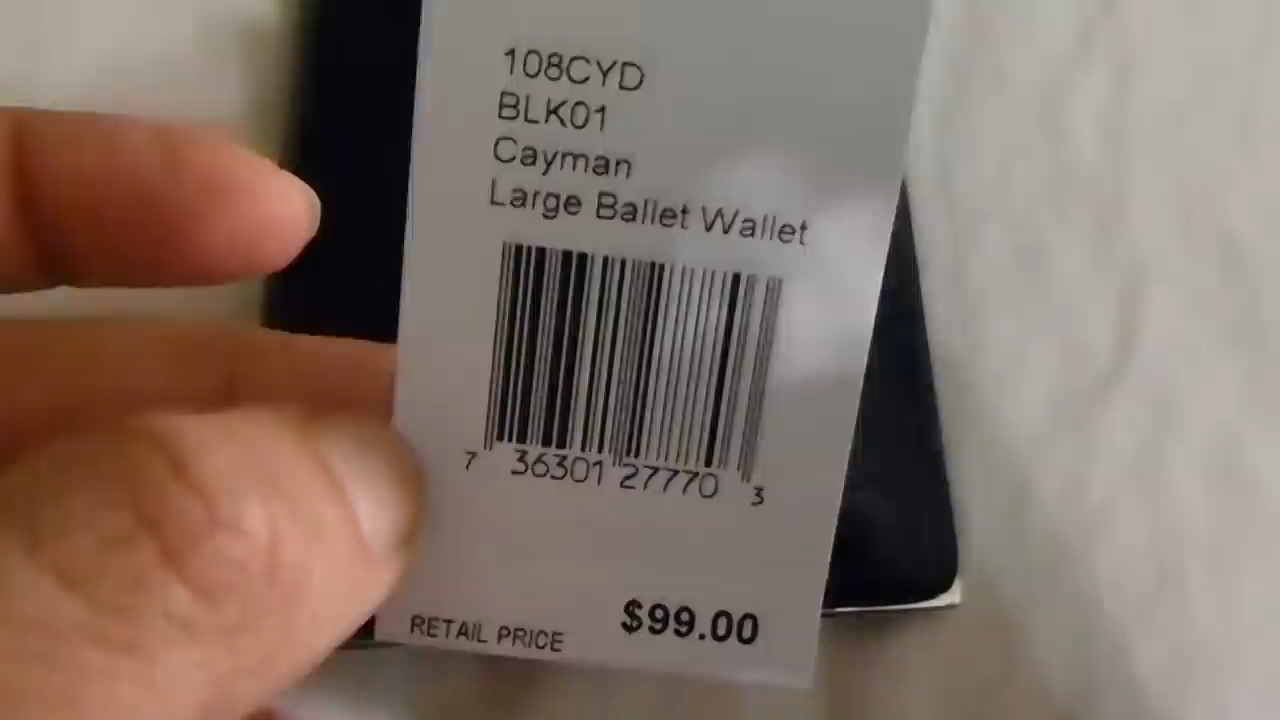 108CYD
BLK01
Cayman
Large Ballet Wallet
7 36301 27770 3
RETAIL PRICE $99.00